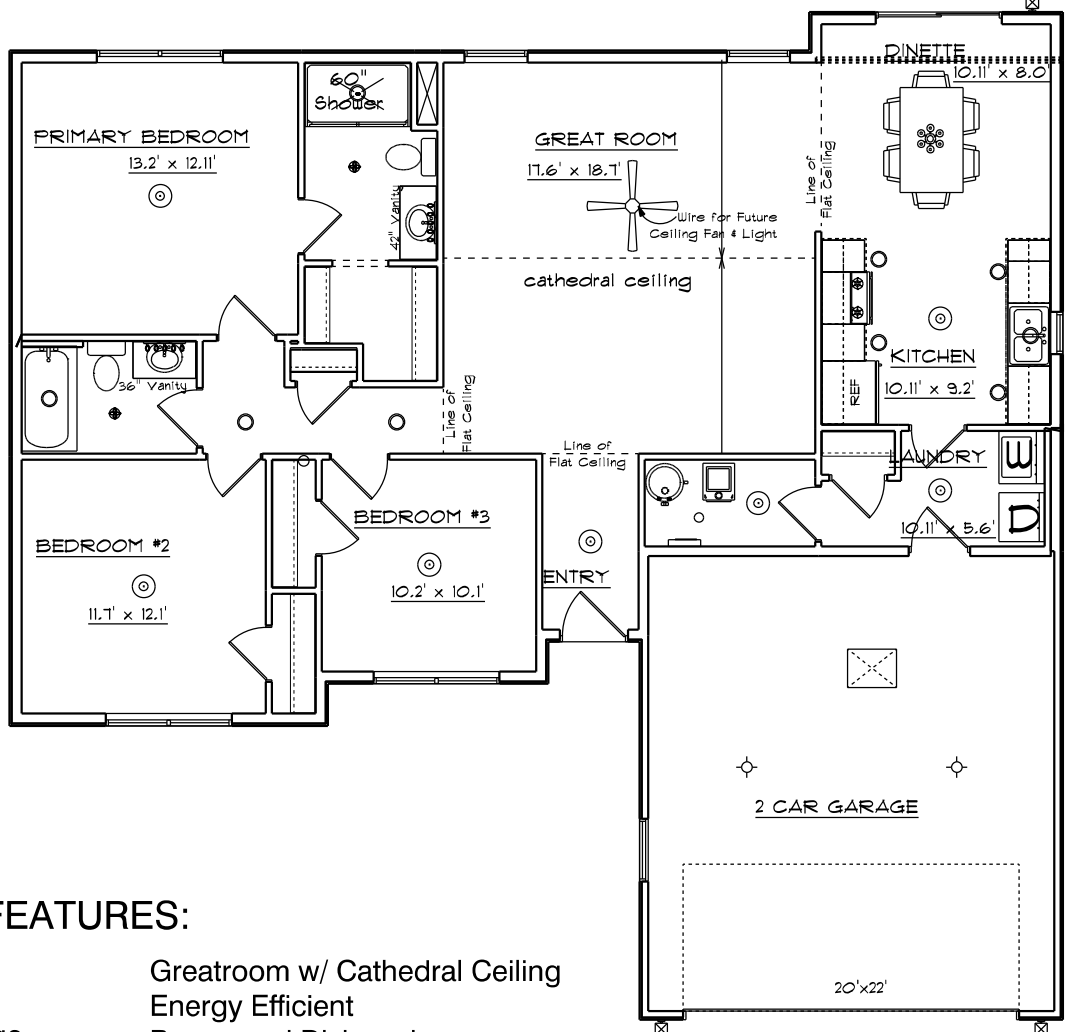 DINETTE
10.11' x 8.0'
60"
Shower
PRIMARY BEDROOM
13.2' x 12.11'
GREAT ROOM
17.6' x 18.7'
Line of
Flat Ceiling
42" Vanity
Wire for Future
Ceiling Fan & Light
cathedral ceiling
KITCHEN
10.11' x 9.2'
REF
36" Vanity
Line of
Flat Ceiling
Line of
Flat Ceiling
LAUNDRY
W
10.11' x 5.6'
D
BEDROOM #2
11.7' x 12.1'
BEDROOM #3
10.2' x 10.1'
ENTRY
2 CAR GARAGE
20'x22'
FEATURES:
Greatroom w/ Cathedral Ceiling
Energy Efficient